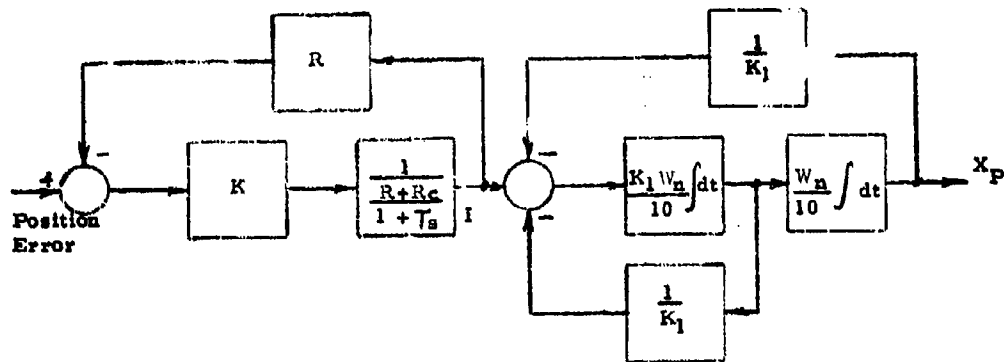 R
1
K1
-
-
+
-
K
1
R+Rc
1 + Ts
I
K1 Wn
10 ∫dt
Wn
10 ∫ dt
XP
Position
Error
1
K1